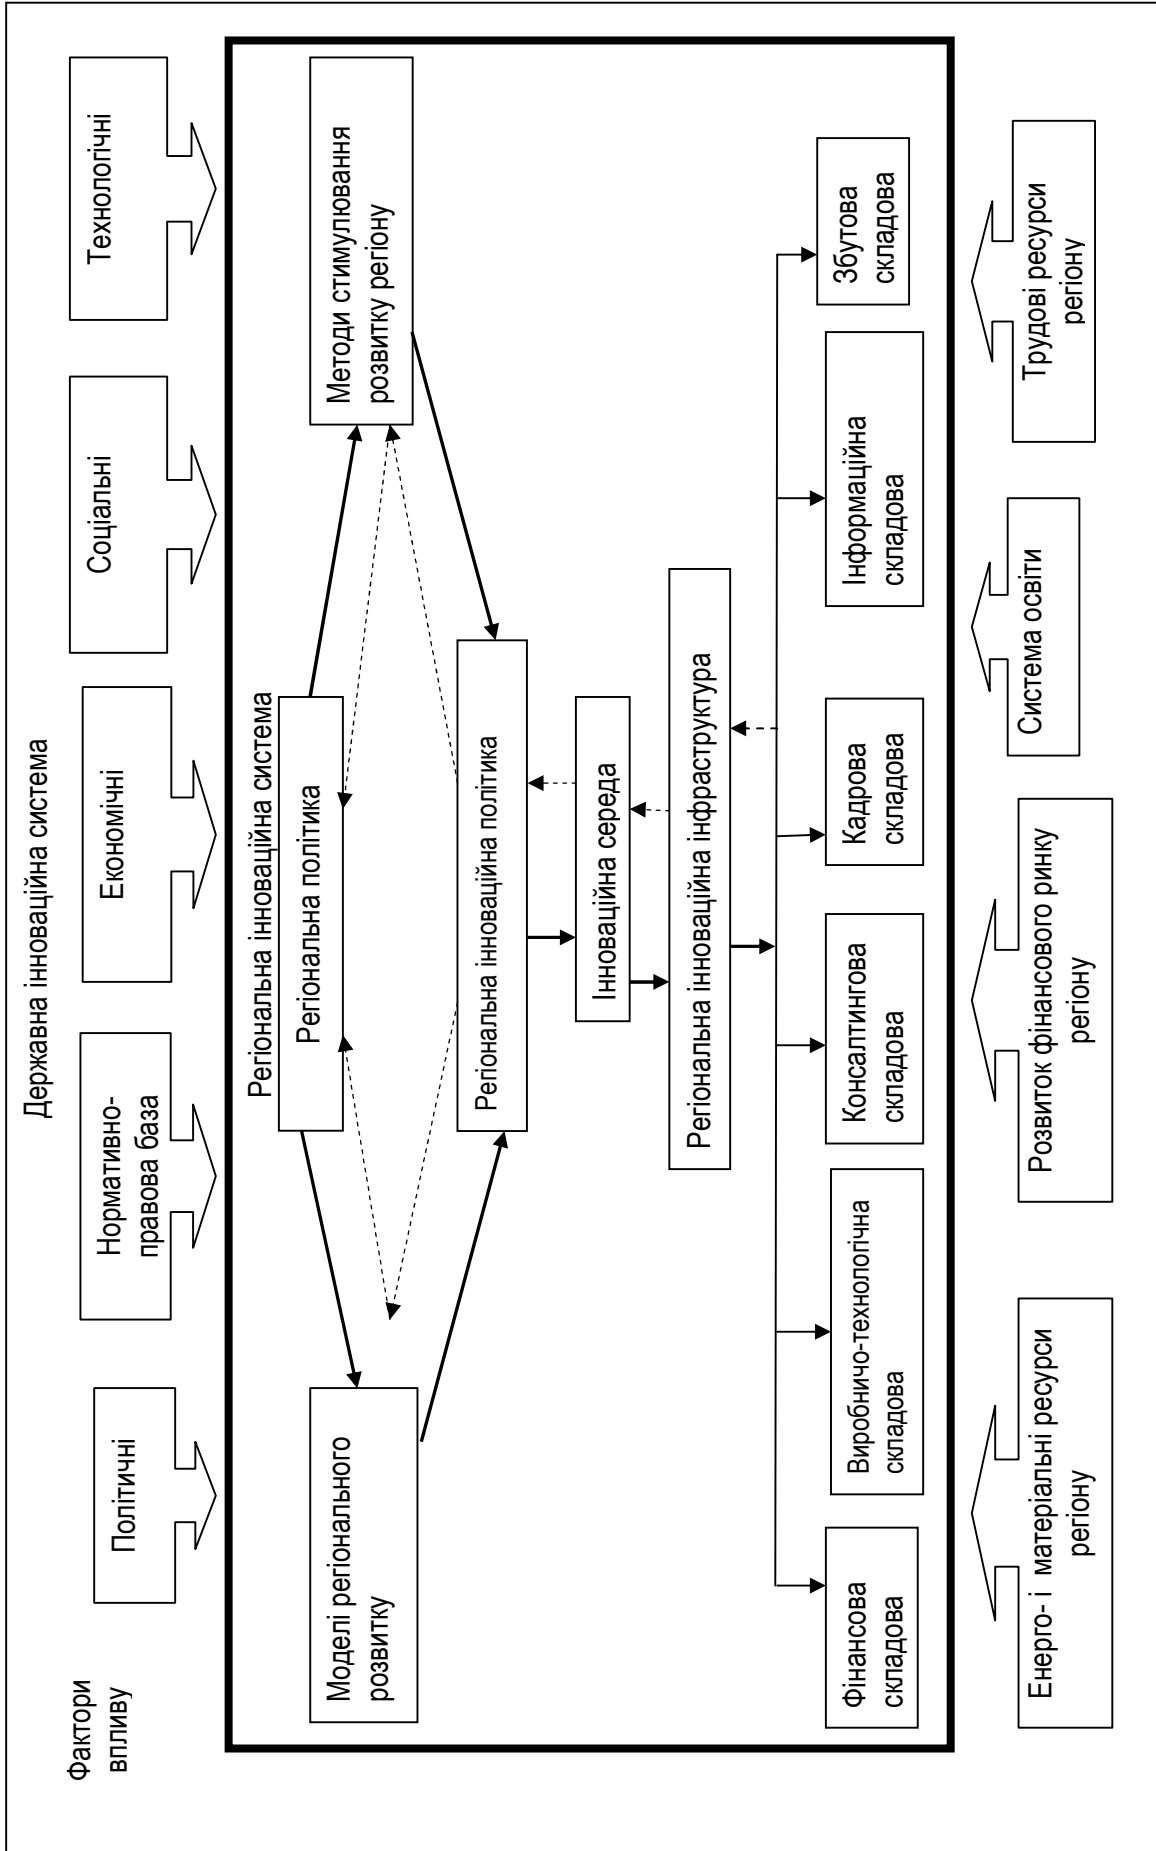 Державна інноваційна система
Фактори
впливу
Політичні
Нормативно-
правова база
Економічні
Соціальні
Технологічні
Регіональна інноваційна система
Регіональна політика
Моделі регіонального
розвитку
Методи стимулювання
розвитку регіону
Регіональна інноваційна політика
Інноваційна середа
Регіональна інноваційна інфраструктура
Фінансова
складова
Виробничо-технологічна
складова
Консалтингова
складова
Кадрова
складова
Інформаційна
складова
Збутова
складова
Енерго- і матеріальні ресурси
регіону
Розвиток фінансового ринку
регіону
Система освіти
Трудові ресурси
регіону